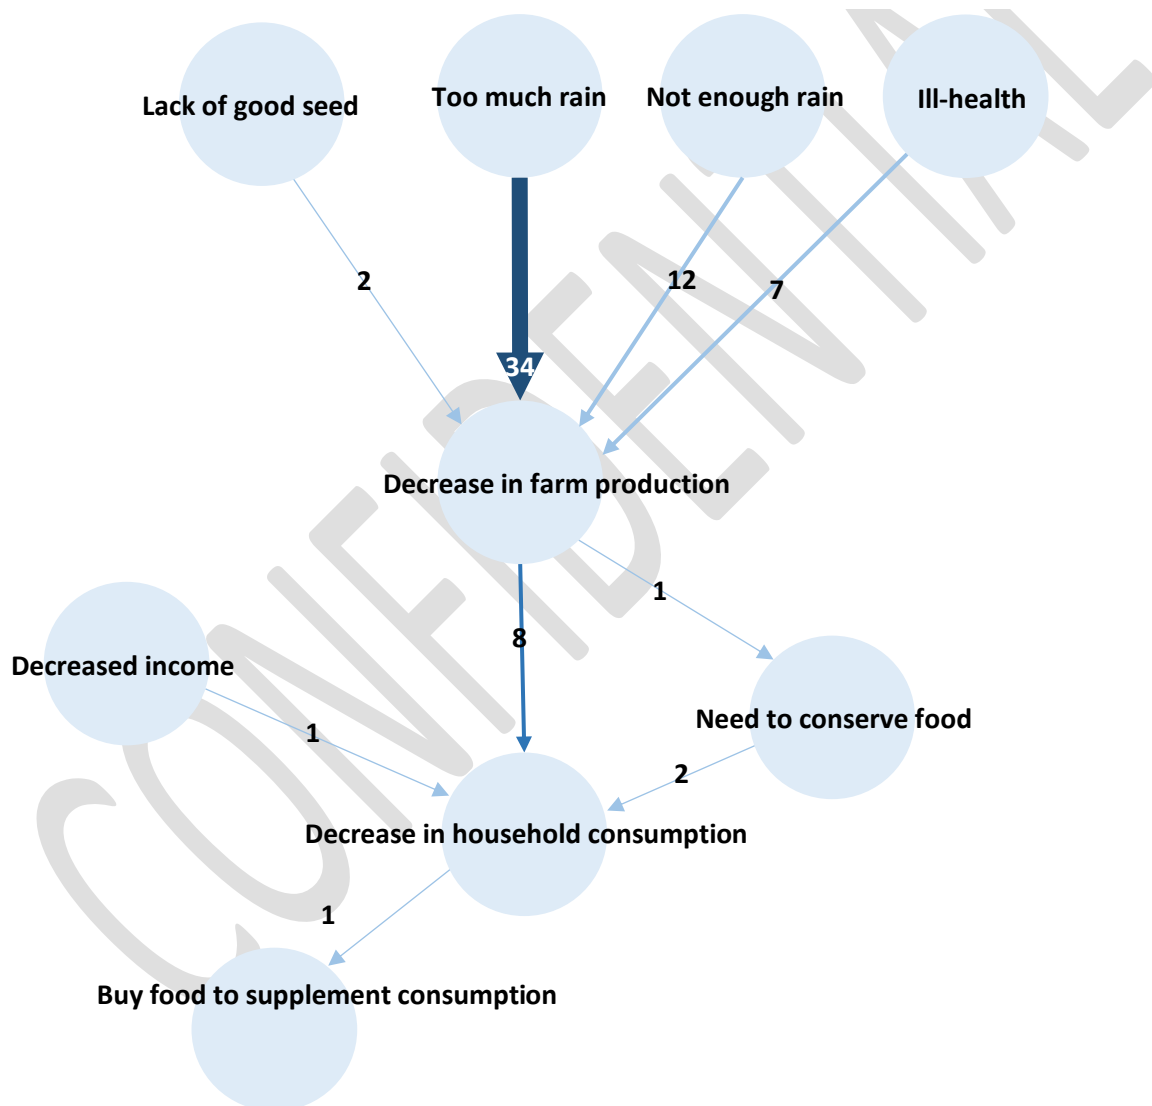 Lack of good seed
Too much rain
Not enough rain
Ill-health
2
12
7
34
Decrease in farm production
1
8
Decreased income
Need to conserve food
1
2
Decrease in household consumption
1
Buy food to supplement consumption
CONFIDENTIAL